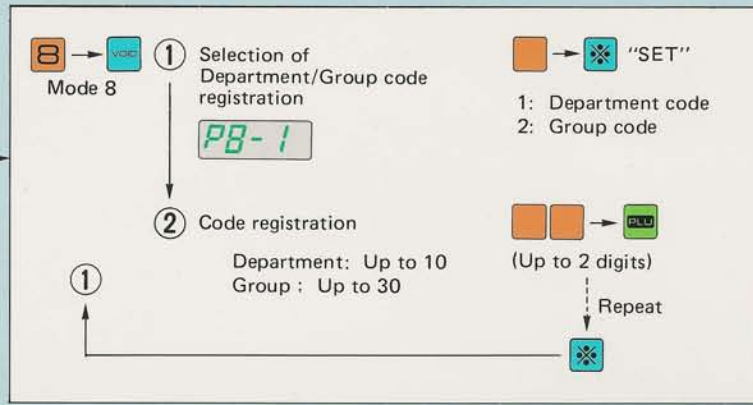 8 → VOID ① Selection of
Department/Group code
registration
Mode 8
P8-1
→ ※ "SET"
1: Department code
2: Group code
② Code registration
Department: Up to 10
Group : Up to 30
→ PLU
(Up to 2 digits)
Repeat
※
①